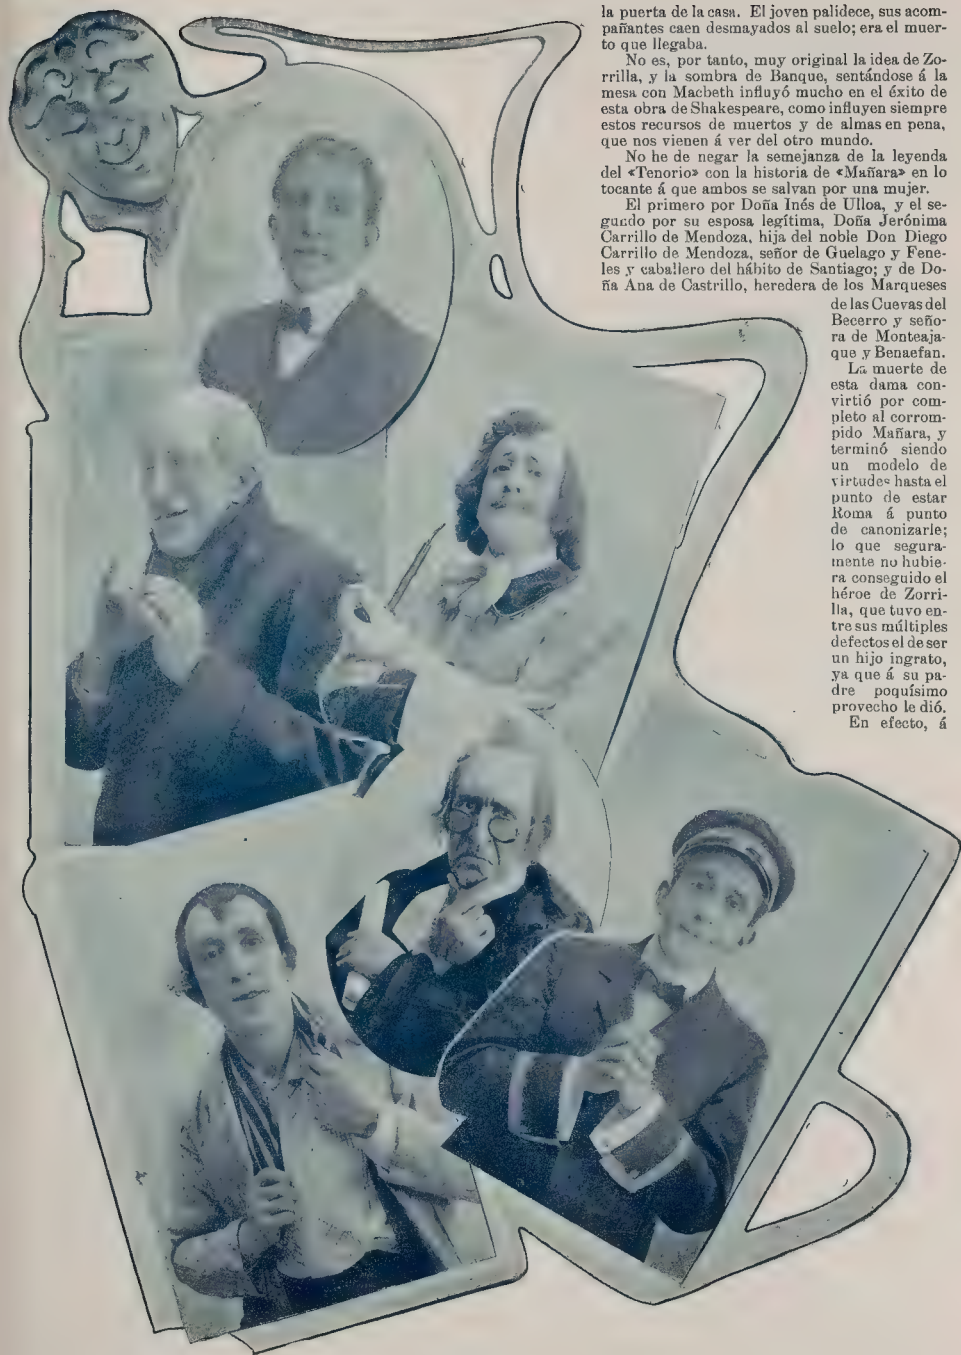 la puerta de la casa. El joven palidece, sus acom-
pañantes caen desmayados al suelo; era el muer-
to que llegaba.
No es, por tanto, muy original la idea de Zo-
rrilla, y la sombra de Banque, sentándose á la
mesa con Macbeth influyó mucho en el éxito de
esta obra de Shakespeare, como influyen siempre
estos recursos de muertos y de almas en pena,
que nos vienen á ver del otro mundo.
No he de negar la semejanza de la leyenda
del «Tenorio» con la historia de «Mañara» en lo
tocante á que ambos se salvan por una mujer.
El primero por Doña Inés de Ulloa, y el se-
gundo por su esposa legítima, Doña Jerónima
Carrillo de Mendoza, hija del noble Don Diego
Carrillo de Mendoza, señor de Guelago y Fene-
les y caballero del hábito de Santiago; y de Do-
ña Ana de Castrillo, heredera de los Marqueses
de las Cuevas del
Becerro y seño-
ra de Monteaja-
que y Benaefan.
La muerte de
esta dama con-
virtió por com-
pleto al corrom-
pido Mañara, y
terminó siendo
un modelo de
virtudes hasta el
punto de estar
Roma á punto
de canonizarle;
lo que segura-
mente no hubie-
ra conseguido el
héroe de Zorri-
lla, que tuvo en-
tre sus múltiples
defectos el de ser
un hijo ingrato,
ya que á su pa-
dre poquísimo
provecho le dió.
En efecto, á